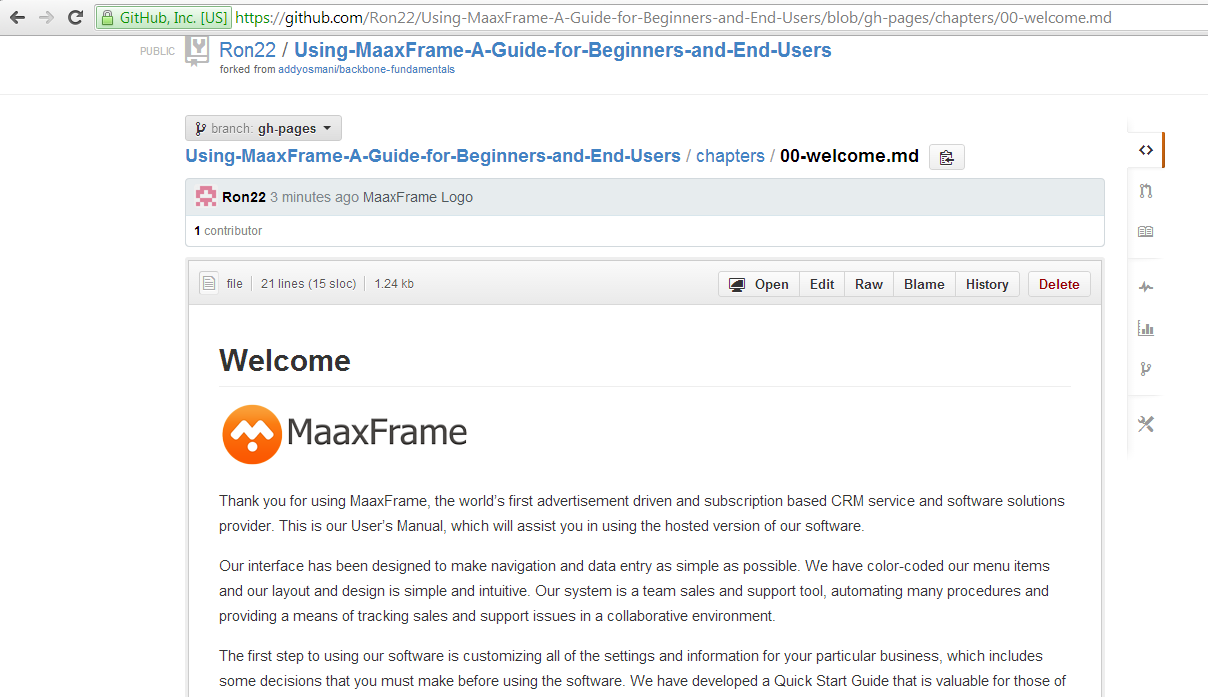 GitHub, Inc. [US] https://github.com/Ron22/Using-MaaxFrame-A-Guide-for-Beginners-and-End-Users/blob/gh-pages/chapters/00-welcome.md
PUBLIC Ron22 / Using-MaaxFrame-A-Guide-for-Beginners-and-End-Users
forked from addyosmani/backbone-fundamentals
branch: gh-pages
Using-MaaxFrame-A-Guide-for-Beginners-and-End-Users / chapters / 00-welcome.md
Ron22 3 minutes ago MaaxFrame Logo
1 contributor
file 21 lines (15 sloc) 1.24 kb Open Edit Raw Blame History Delete
Welcome
MaaxFrame
Thank you for using MaaxFrame, the world’s first advertisement driven and subscription based CRM service and software solutions
provider. This is our User’s Manual, which will assist you in using the hosted version of our software.
Our interface has been designed to make navigation and data entry as simple as possible. We have color-coded our menu items
and our layout and design is simple and intuitive. Our system is a team sales and support tool, automating many procedures and
providing a means of tracking sales and support issues in a collaborative environment.
The first step to using our software is customizing all of the settings and information for your particular business, which includes
some decisions that you must make before using the software. We have developed a Quick Start Guide that is valuable for those of